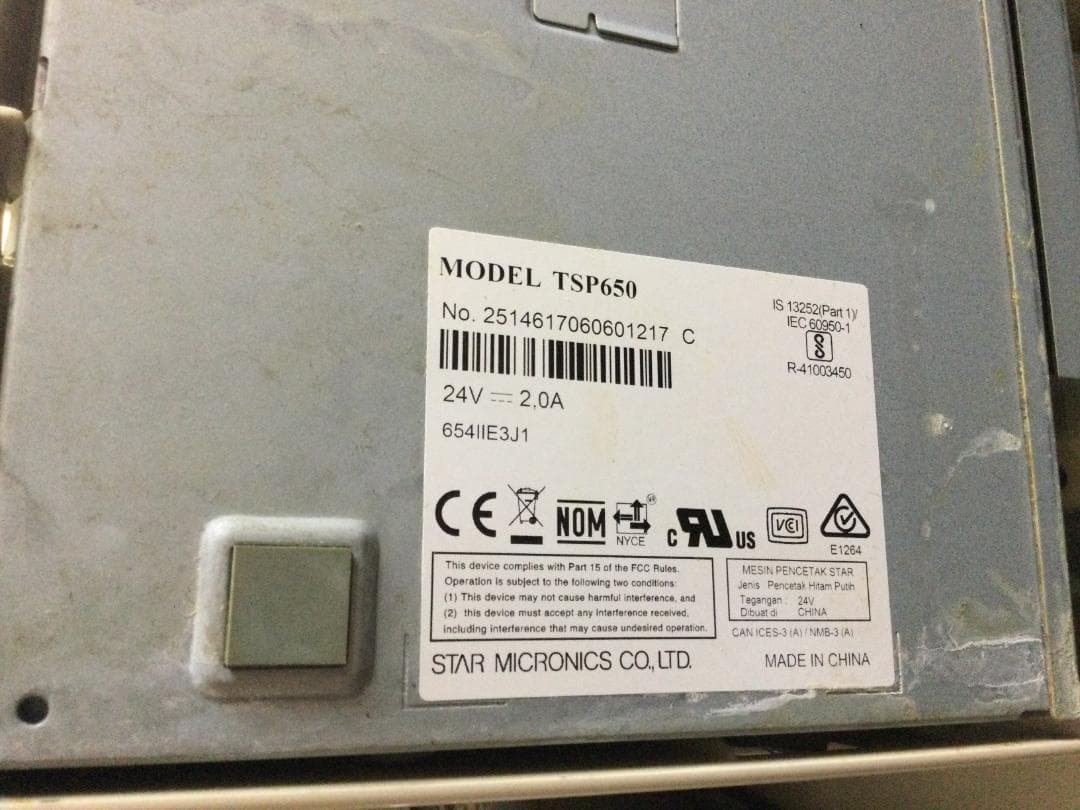 MODEL TSP650
No. 2514617060601217 C
24V 2,0A
654IIE3J1
IS 13252(Part 1)/
IEC 60950-1
R-41003450
CE
NOM
NYCE
C RU US
VCI
E1264
This device complies with Part 15 of the FCC Rules.
Operation is subject to the following two conditions:
(1) This device may not cause harmful interference, and
(2) this device must accept any interference received,
including interference that may cause undesired operation.
MESIN PENCETAK STAR
Jenis : Pencetak Hitam Putih
Tegangan : 24V
Dibuat di CHINA
CAN ICES-3 (A) / NMB-3 (A)
STAR MICRONICS CO.,LTD.
MADE IN CHINA